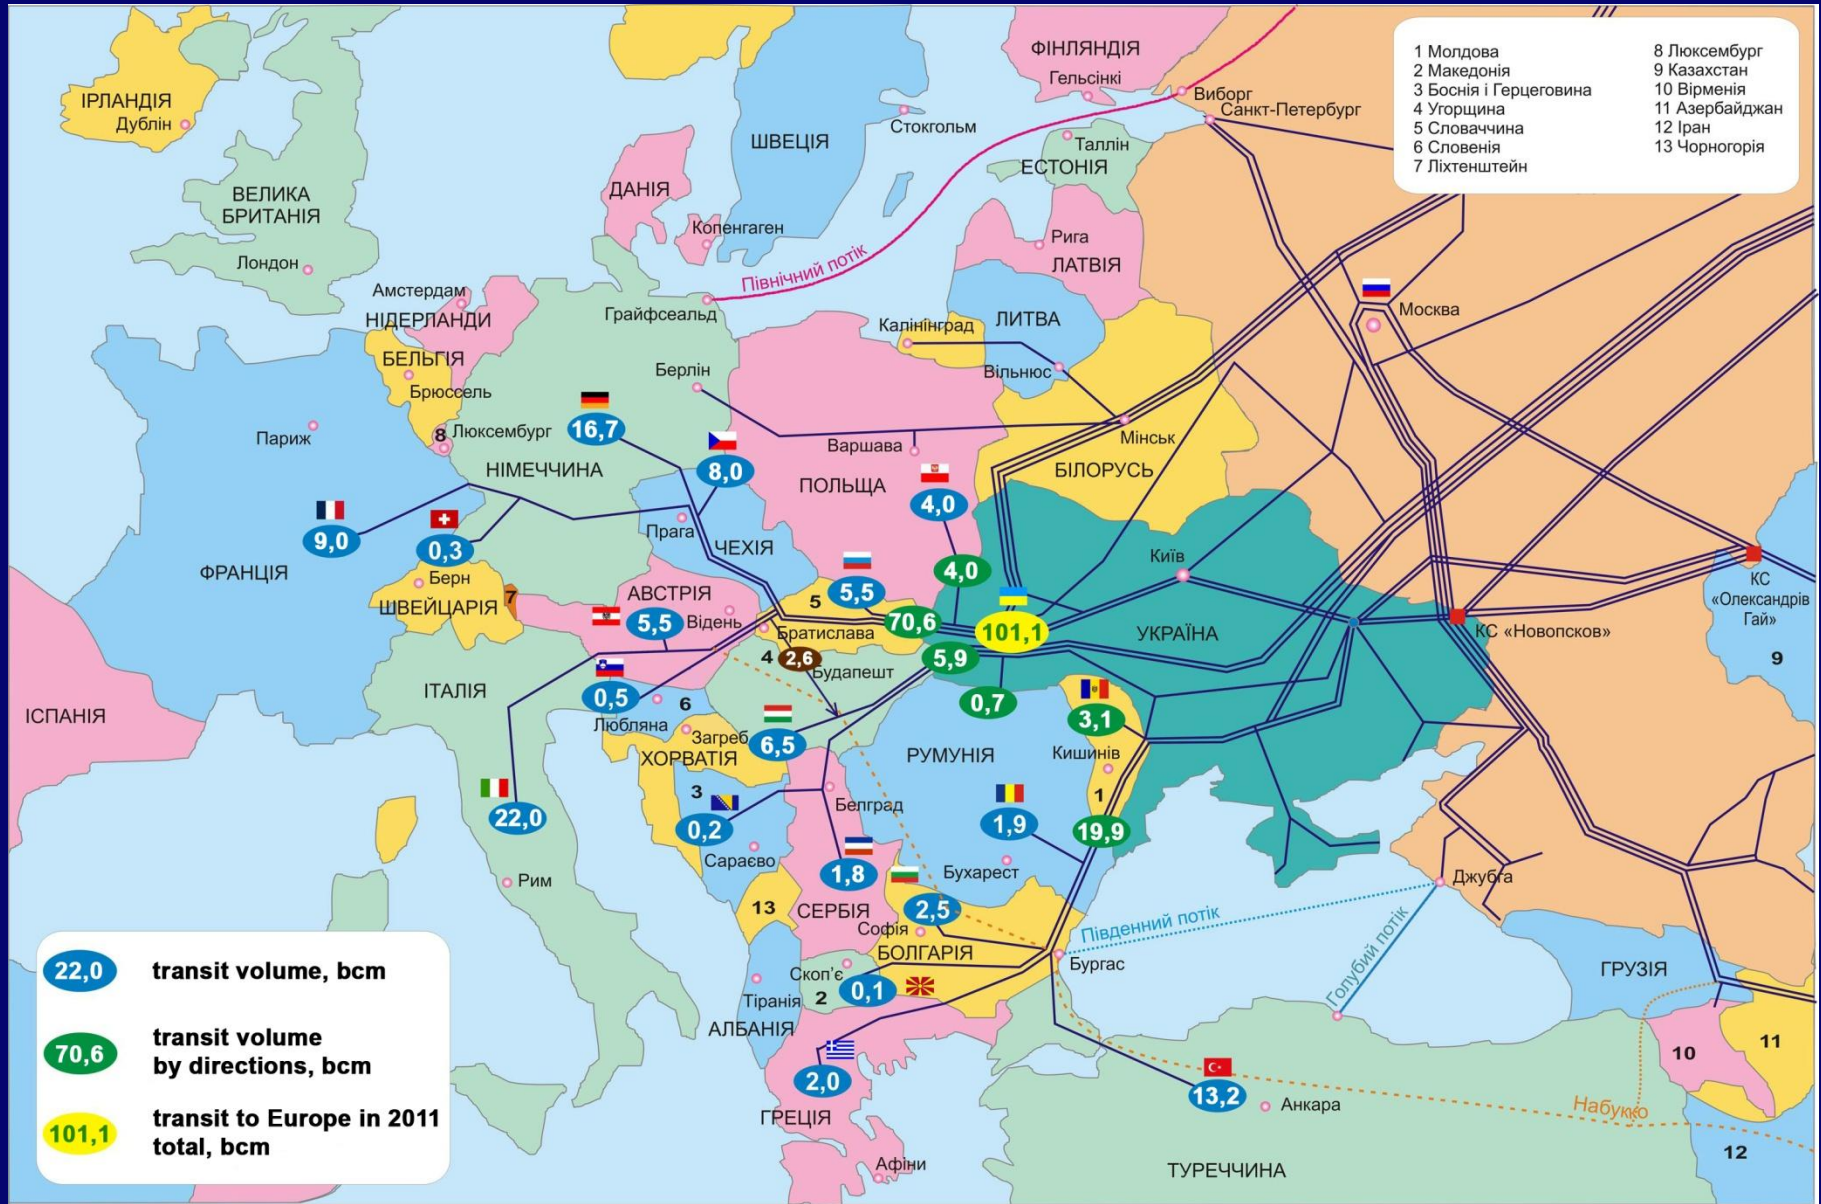 1 Молдова
2 Македонія
3 Боснія і Герцеговина
4 Угорщина
5 Словаччина
6 Словенія
7 Ліхтенштейн
8 Люксембург
9 Казахстан
10 Вірменія
11 Азербайджан
12 Іран
13 Чорногорія
ІРЛАНДІЯ
Дублін
ВЕЛИКА
БРИТАНІЯ
Лондон
ФІНЛЯНДІЯ
Гельсінкі
Виборг
Санкт-Петербург
Стокгольм
ШВЕЦІЯ
Таллін
ЕСТОНІЯ
ДАНІЯ
Копенгаген
Рига
ЛАТВІЯ
Північний потік
Амстердам
НІДЕРЛАНДИ
Грайфсеальд
Калінінград
ЛИТВА
Москва
БЕЛЬГІЯ
Брюссель
Берлін
Вільнюс
16,7
Париж
8
Люксембург
НІМЕЧЧИНА
8,0
Варшава
Мінськ
ПОЛЬЩА
БІЛОРУСЬ
4,0
9,0
0,3
Прага
ЧЕХІЯ
Київ
ФРАНЦІЯ
Берн
ШВЕЙЦАРІЯ
7
АВСТРІЯ
5,5
Відень
5
5,5
4,0
70,6
101,1
УКРАЇНА
КС «Новопсков»
КС
«Олександрів
Гай»
9
Братислава
4
2,6
Будапешт
5,9
0,7
ІТАЛІЯ
0,5
Любляна
6
ІСПАНІЯ
Загреб
ХОРВАТІЯ
6,5
РУМУНІЯ
3,1
Кишинів
1
3
0,2
Сараєво
Белград
22,0
1,9
19,9
Бухарест
Рим
1,8
2,5
Джубга
13
СЕРБІЯ
Софія
БОЛГАРІЯ
Південний потік
Бургас
Голубий потік
ГРУЗІЯ
Скоп'є
2
0,1
Тіранія
АЛБАНІЯ
10
11
2,0
ГРЕЦІЯ
13,2
Анкара
Набукко
12
Афіни
ТУРЕЧЧИНА
22,0 transit volume, bcm
70,6 transit volume
by directions, bcm
101,1 transit to Europe in 2011
total, bcm